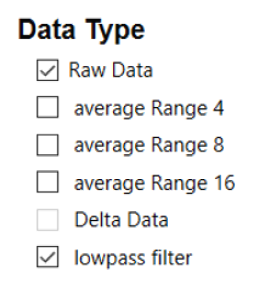 Data Type
Raw Data
average Range 4
average Range 8
average Range 16
Delta Data
lowpass filter